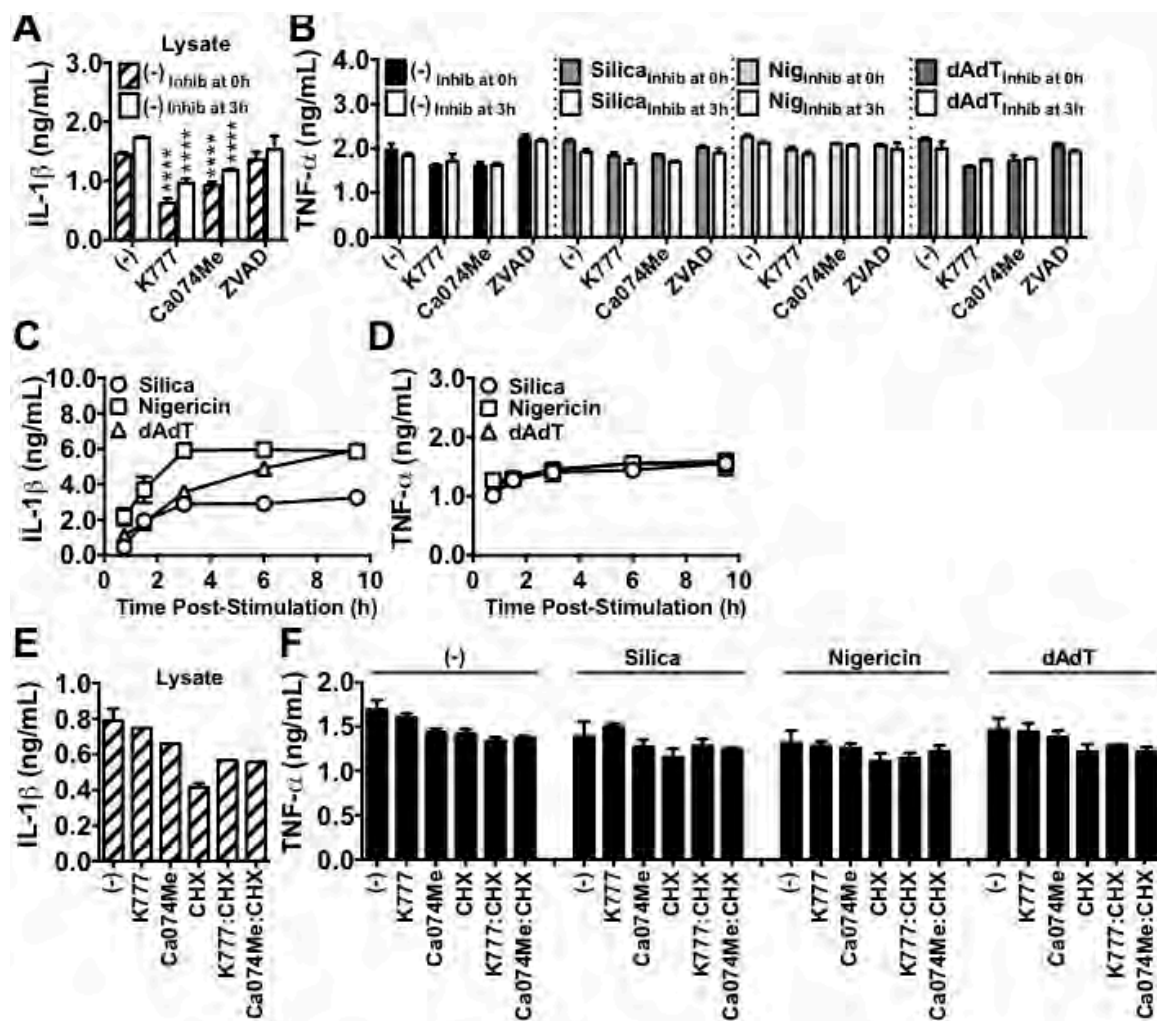 A
Lysate
IL-1β (ng/mL)
3.0
2.0
1.0
0.0
(-) Inhib at 0h
(-) Inhib at 3h
****
****
****
****
(-)
K777
Ca074Me
ZVAD
B
TNF-α (ng/mL)
4.0
3.0
2.0
1.0
0.0
(-) Inhib at 0h
(-) Inhib at 3h
Silica Inhib at 0h
Silica Inhib at 3h
Nig Inhib at 0h
Nig Inhib at 3h
dAdT Inhib at 0h
dAdT Inhib at 3h
(-)
K777
Ca074Me
ZVAD
(-)
K777
Ca074Me
ZVAD
(-)
K777
Ca074Me
ZVAD
(-)
K777
Ca074Me
ZVAD
C
IL-1β (ng/mL)
10.0
8.0
6.0
4.0
2.0
0.0
Silica
Nigericin
dAdT
0 2 4 6 8 10
Time Post-Stimulation (h)
D
TNF-α (ng/mL)
3.0
2.0
1.0
0.0
Silica
Nigericin
dAdT
0 2 4 6 8 10
Time Post-Stimulation (h)
E
Lysate
IL-1β (ng/mL)
1.0
0.8
0.6
0.4
0.2
0.0
(-)
K777
Ca074Me
CHX
K777:CHX
Ca074Me:CHX
F
(-) Silica Nigericin dAdT
TNF-α (ng/mL)
2.0
1.5
1.0
0.5
0.0
(-)
K777
Ca074Me
CHX
K777:CHX
Ca074Me:CHX
(-)
K777
Ca074Me
CHX
K777:CHX
Ca074Me:CHX
(-)
K777
Ca074Me
CHX
K777:CHX
Ca074Me:CHX
(-)
K777
Ca074Me
CHX
K777:CHX
Ca074Me:CHX